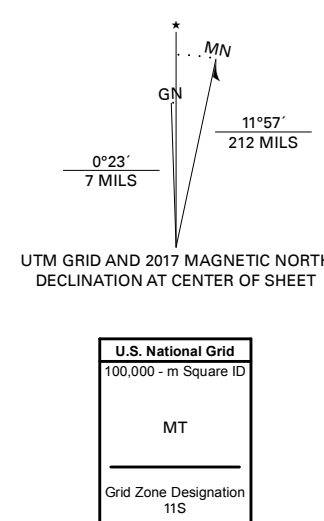 ★
MN
GN
11°57´
212 MILS
0°23´
7 MILS
UTM GRID AND 2017 MAGNETIC NORTH
DECLINATION AT CENTER OF SHEET
U.S. National Grid
100,000 - m Square ID
MT
Grid Zone Designation
11S